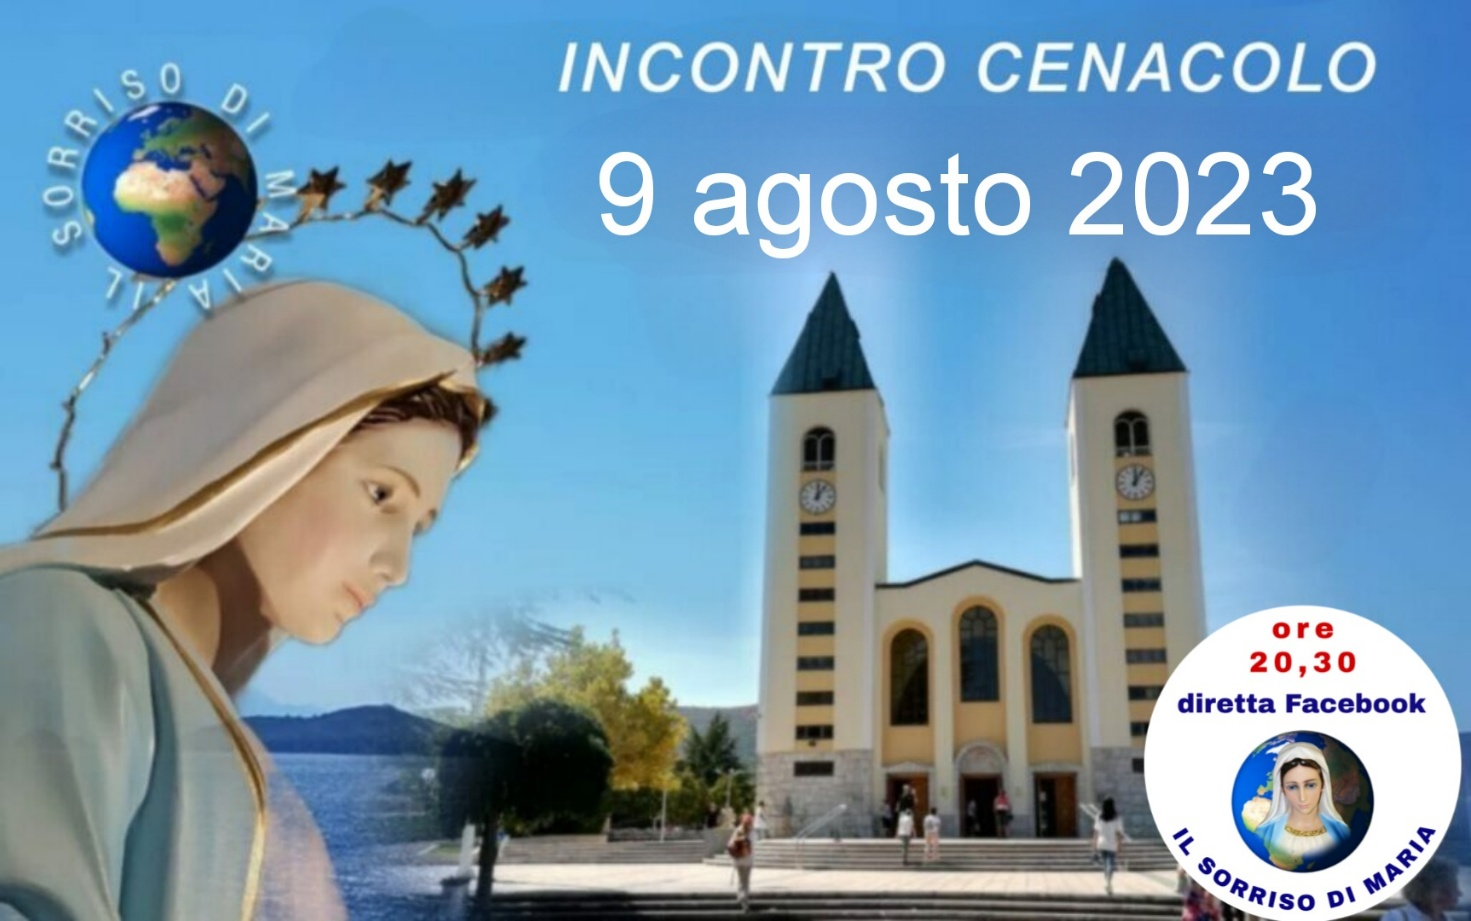 INCONTRO CENACOLO
9 agosto 2023
IL SORRISO DI MARIA
ore
20,30
diretta Facebook
IL SORRISO DI MARIA